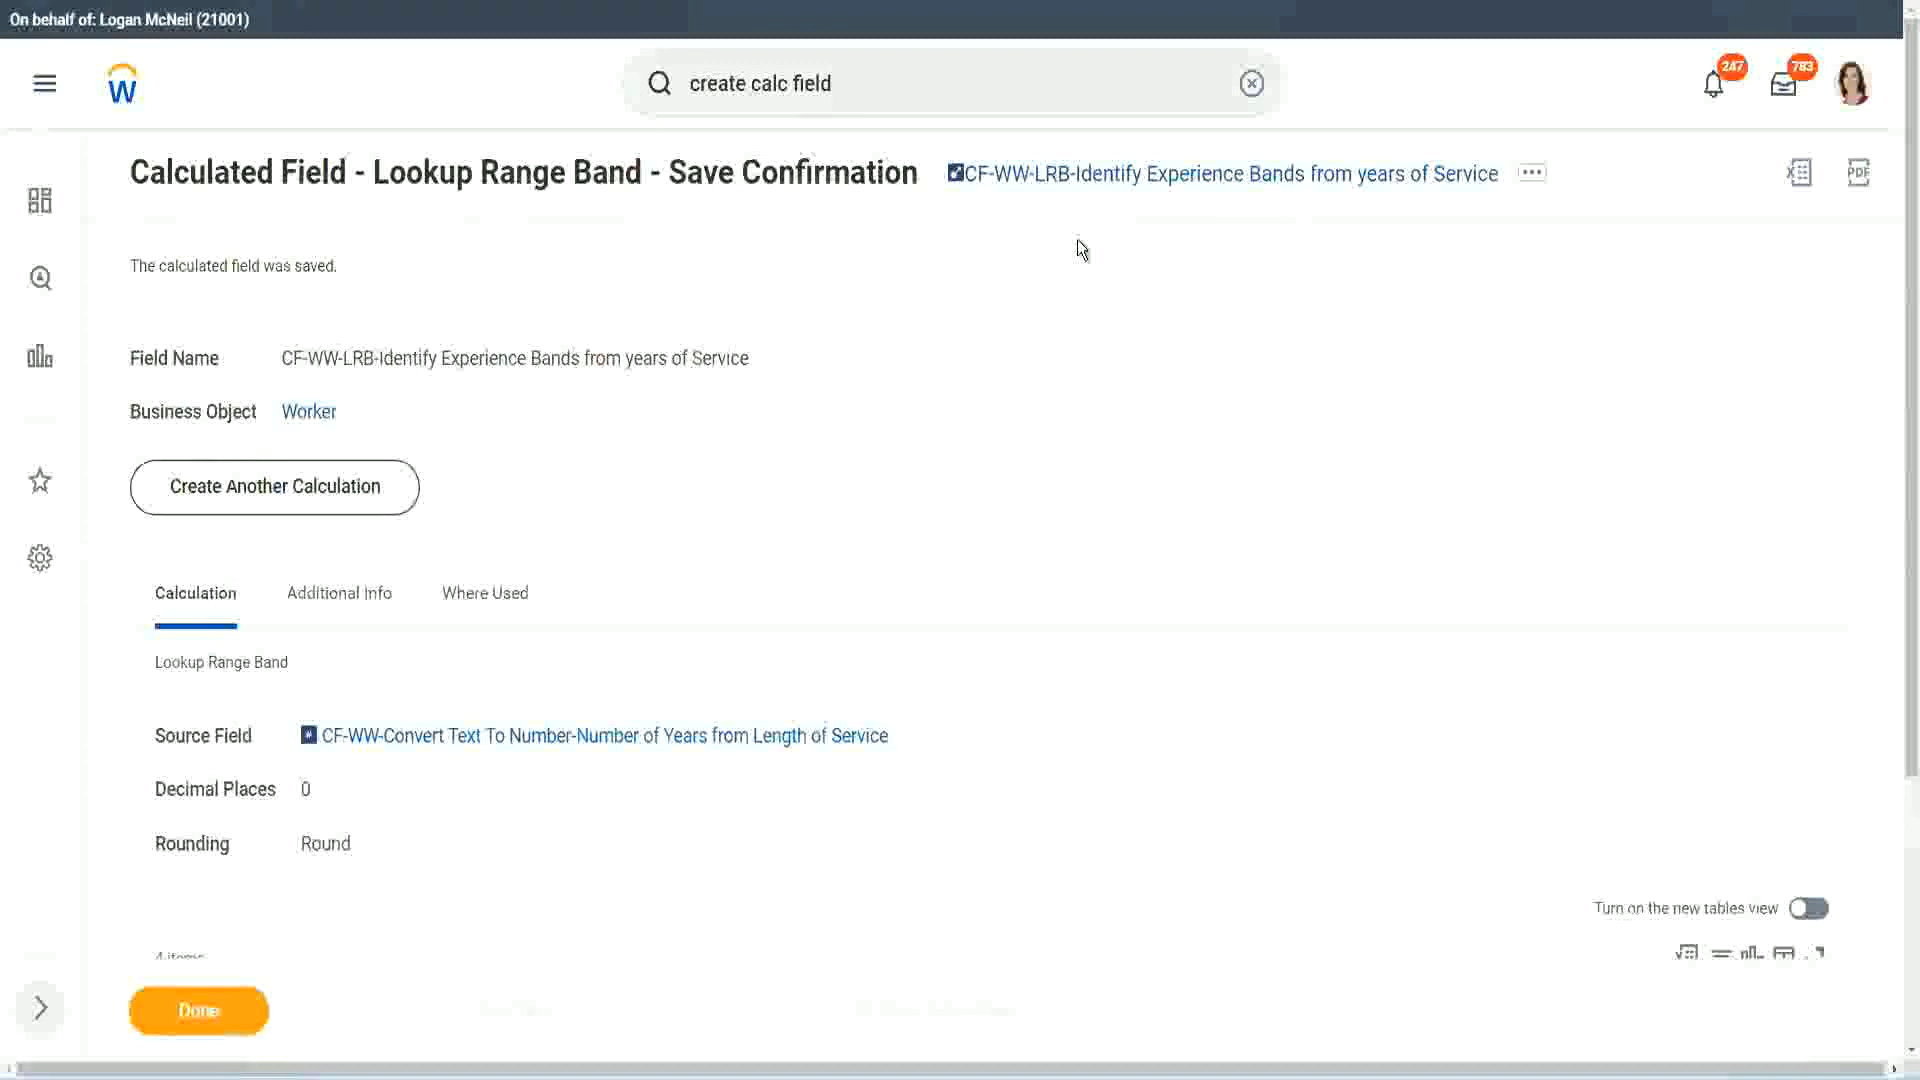 On behalf of: Logan McNeil (21001)
create calc field
247
783
Calculated Field - Lookup Range Band - Save Confirmation CF-WW-LRB-Identify Experience Bands from years of Service
PDF
The calculated field was saved.
Field Name CF-WW-LRB-Identify Experience Bands from years of Service
Business Object Worker
Create Another Calculation
Calculation Additional Info Where Used
Lookup Range Band
Source Field CF-WW-Convert Text To Number-Number of Years from Length of Service
Decimal Places 0
Rounding Round
Turn on the new tables view
4 items
Done